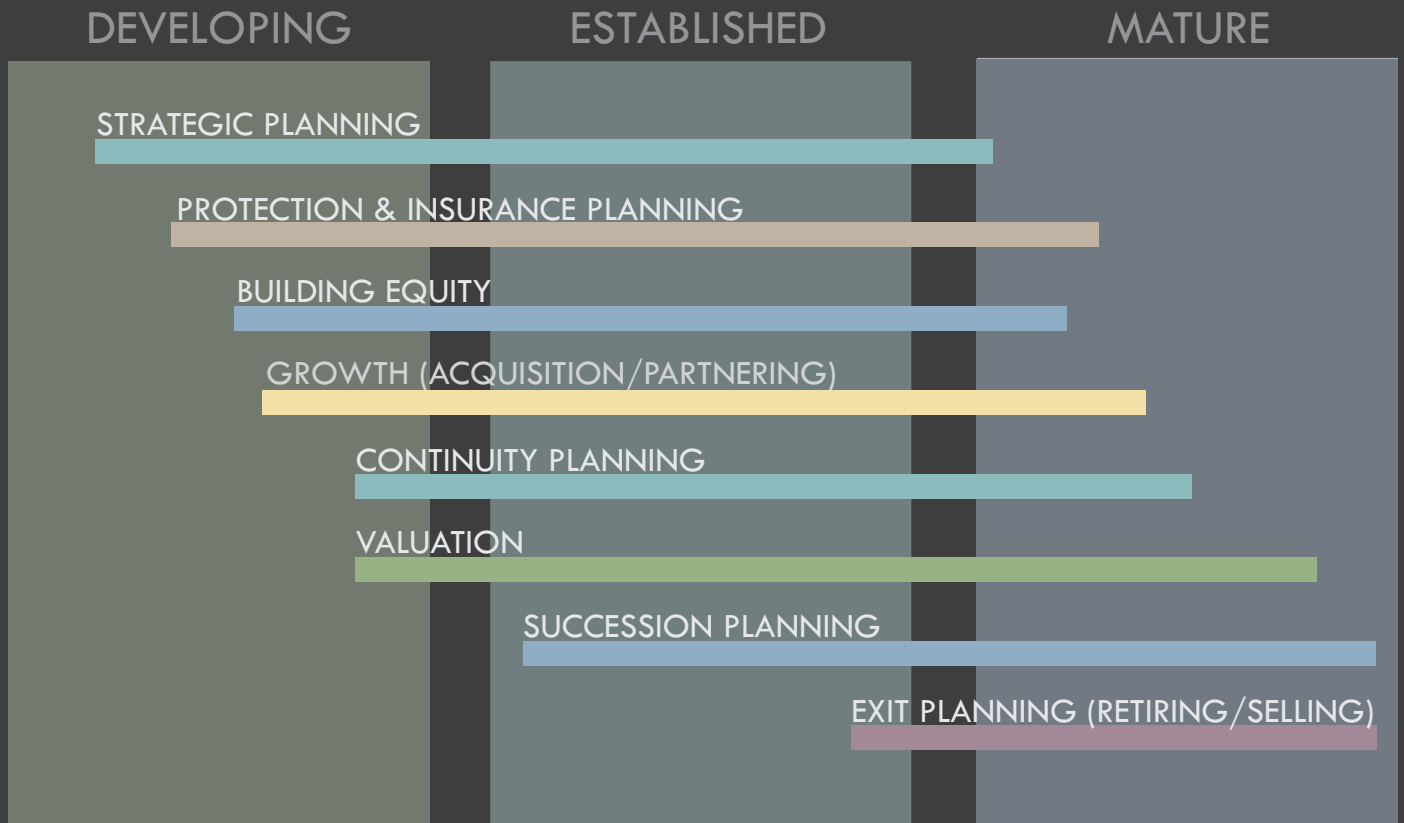 DEVELOPING
ESTABLISHED
MATURE
STRATEGIC PLANNING
PROTECTION & INSURANCE PLANNING
BUILDING EQUITY
GROWTH (ACQUISITION/PARTNERING)
CONTINUITY PLANNING
VALUATION
SUCCESSION PLANNING
EXIT PLANNING (RETIRING/SELLING)